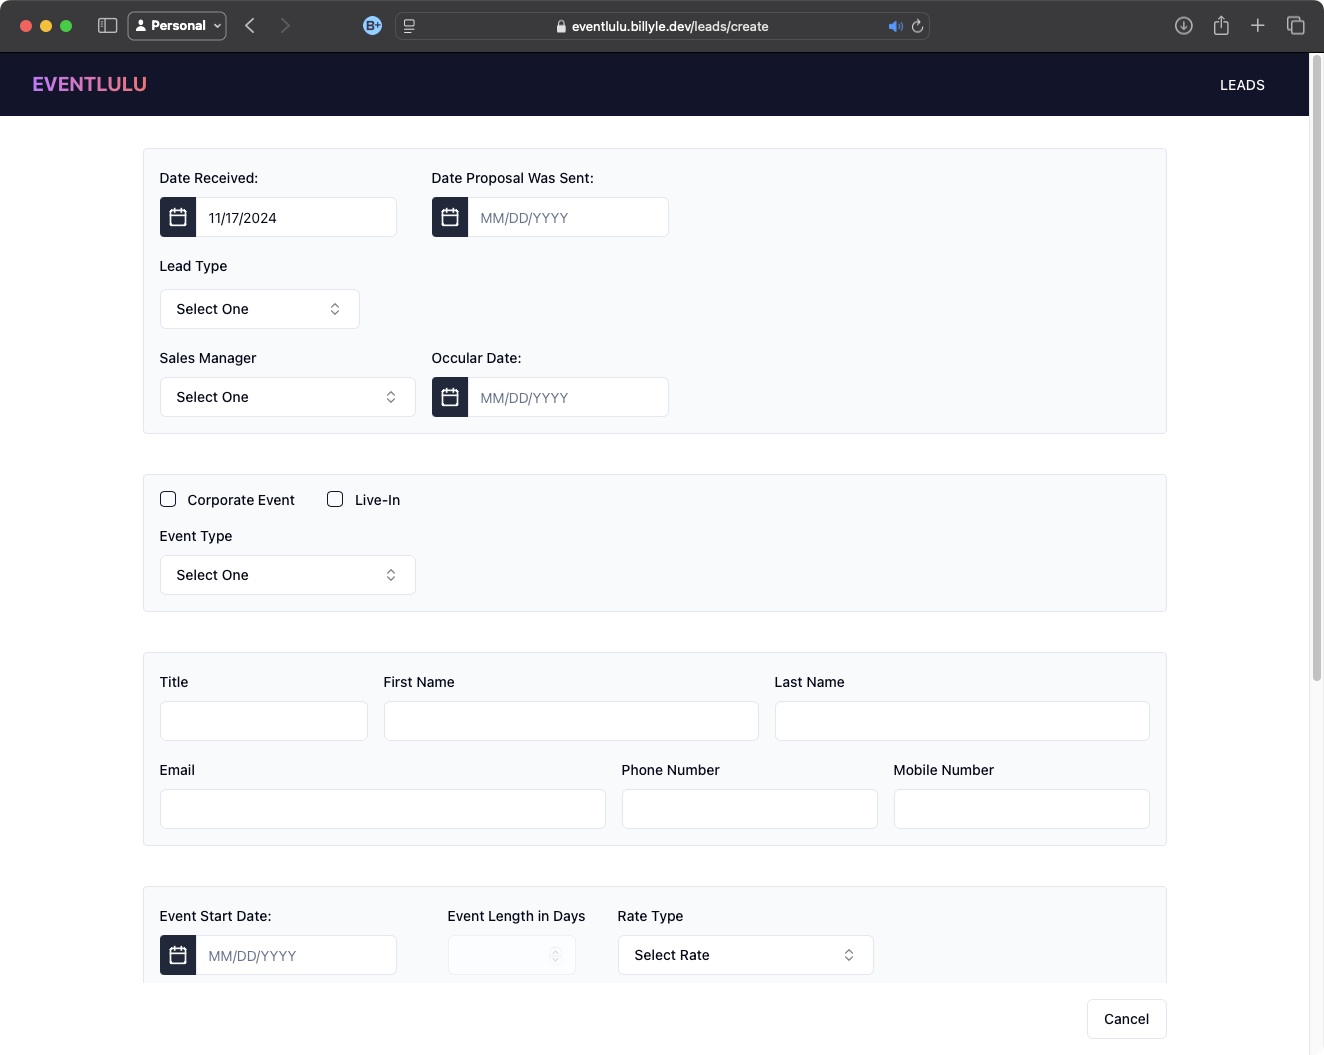 Personal
B+
eventlulu.billyle.dev/leads/create
EVENTLULU
LEADS
Date Received:
Date Proposal Was Sent:
11/17/2024
MM/DD/YYYY
Lead Type
Select One
Sales Manager
Occular Date:
Select One
MM/DD/YYYY
Corporate Event
Live-In
Event Type
Select One
Title
First Name
Last Name
Email
Phone Number
Mobile Number
Event Start Date:
Event Length in Days
Rate Type
MM/DD/YYYY
Select Rate
Cancel